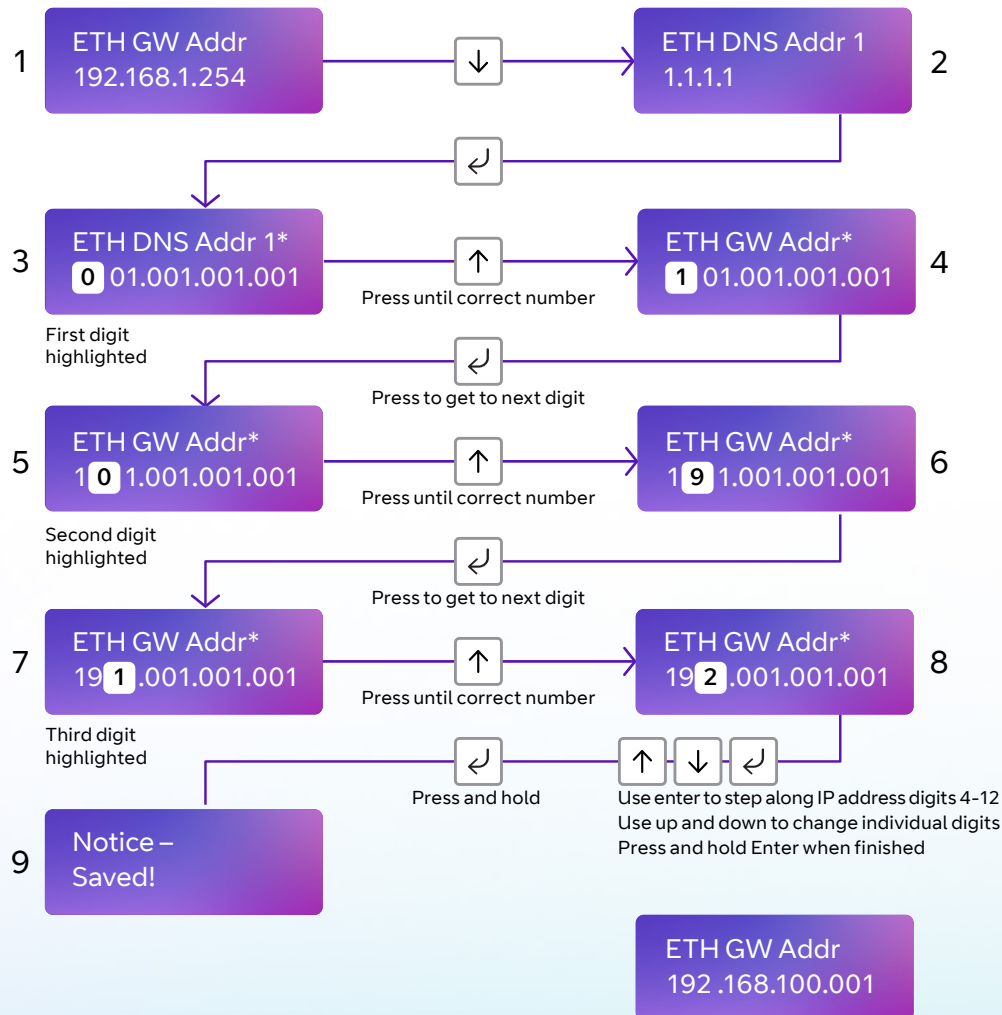 1
ETH GW Addr
192.168.1.254
ETH DNS Addr 1
1.1.1.1
2
3
ETH DNS Addr 1*
0 01.001.001.001
First digit
highlighted
Press until correct number
ETH GW Addr*
1 01.001.001.001
4
Press to get to next digit
5
ETH GW Addr*
1 0 1.001.001.001
Second digit
highlighted
Press until correct number
ETH GW Addr*
1 9 1.001.001.001
6
Press to get to next digit
7
ETH GW Addr*
19 1 .001.001.001
Third digit
highlighted
Press until correct number
ETH GW Addr*
19 2 .001.001.001
8
Press and hold
Use enter to step along IP address digits 4-12
Use up and down to change individual digits
Press and hold Enter when finished
9
Notice –
Saved!
ETH GW Addr
192 .168.100.001